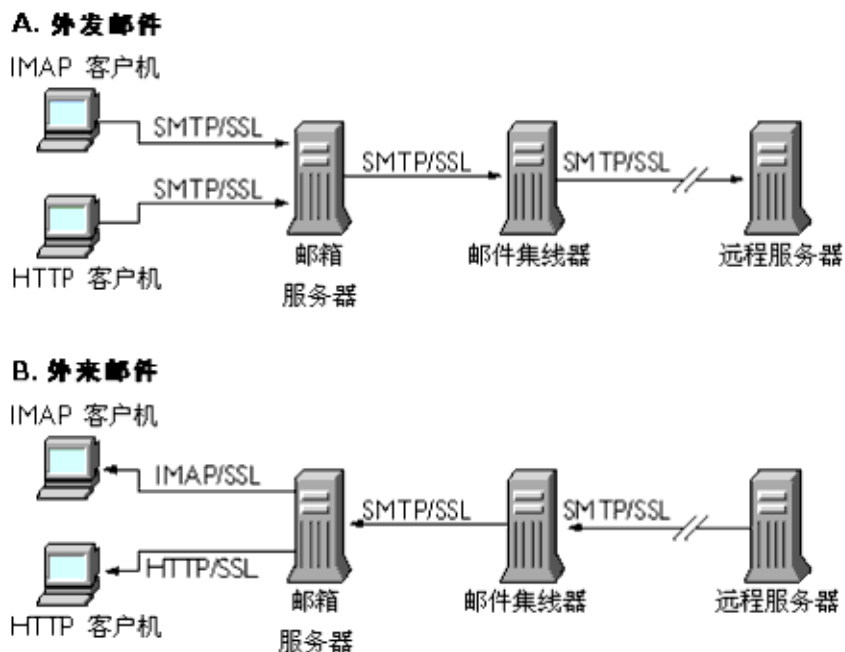 A. 外发邮件
IMAP 客户机
SMTP/SSL
SMTP/SSL
SMTP/SSL
SMTP/SSL
HTTP 客户机
邮箱
服务器
邮件集线器
远程服务器
B. 外来邮件
IMAP 客户机
IMAP/SSL
SMTP/SSL
SMTP/SSL
HTTP/SSL
HTTP 客户机
邮箱
服务器
邮件集线器
远程服务器